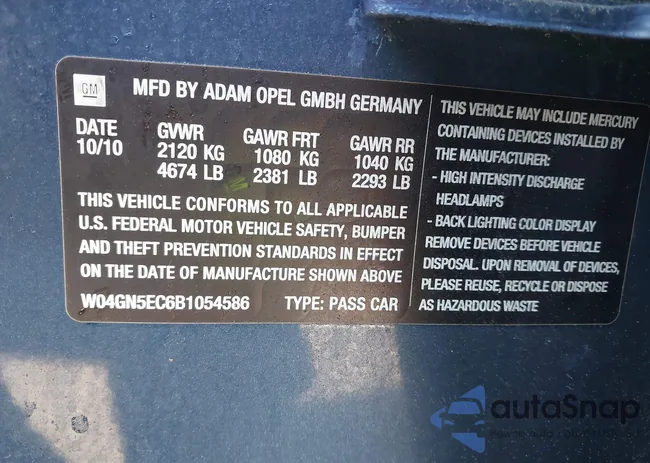 GM
MFD BY ADAM OPEL GMBH GERMANY
DATE GVWR GAWR FRT GAWR RR
10/10 2120 KG 1080 KG 1040 KG
4674 LB 2381 LB 2293 LB
THIS VEHICLE CONFORMS TO ALL APPLICABLE
U.S. FEDERAL MOTOR VEHICLE SAFETY, BUMPER
AND THEFT PREVENTION STANDARDS IN EFFECT
ON THE DATE OF MANUFACTURE SHOWN ABOVE
W04GN5EC6B1054586 TYPE: PASS CAR
THIS VEHICLE MAY INCLUDE MERCURY
CONTAINING DEVICES INSTALLED BY
THE MANUFACTURER:
- HIGH INTENSITY DISCHARGE
HEADLAMPS
- BACK LIGHTING COLOR DISPLAY
REMOVE DEVICES BEFORE VEHICLE
DISPOSAL. UPON REMOVAL OF DEVICES,
PLEASE REUSE, RECYCLE OR DISPOSE
AS HAZARDOUS WASTE
autaSnap